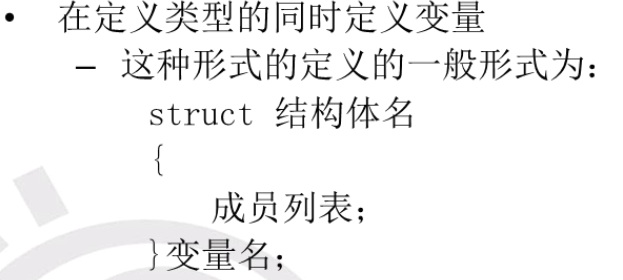 • 在定义类型的同时定义变量
– 这种形式的定义的一般形式为：
struct 结构体名
{
成员列表；
}变量名；